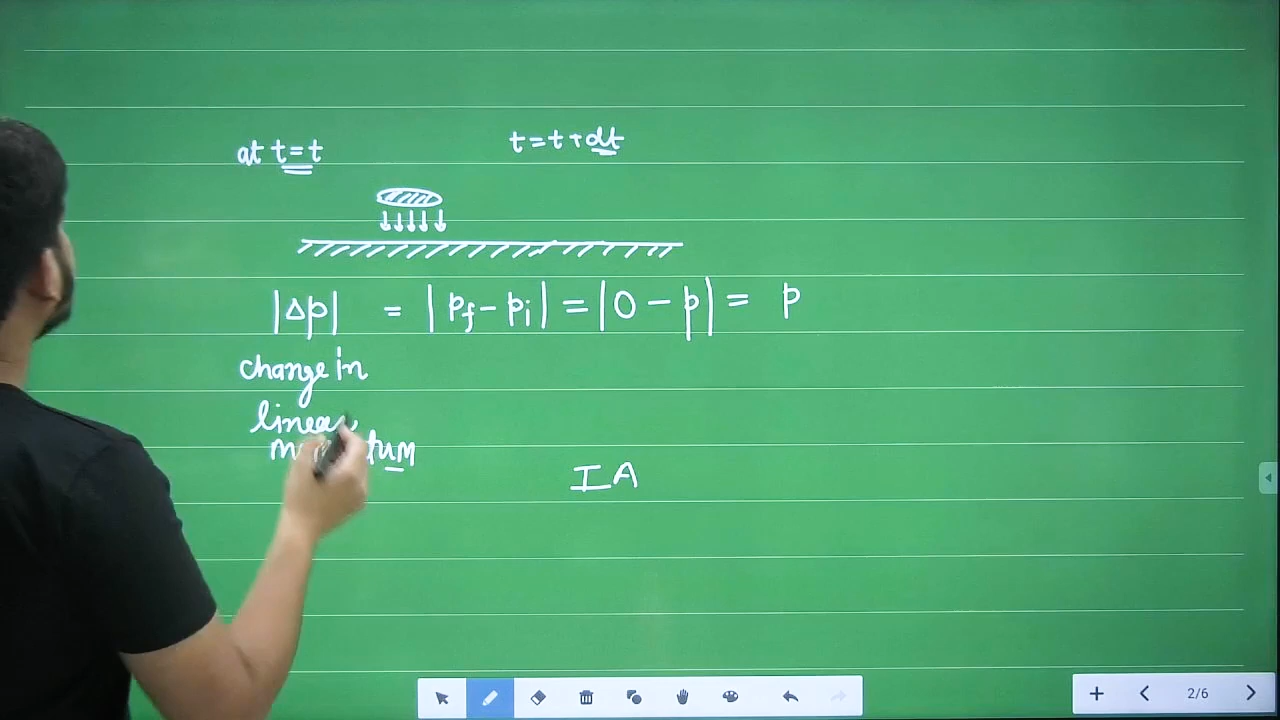 at t=t
t=t+dt
|Δp| = |pf-pi| = |0-p| = p
change in
linear
IA
2/6